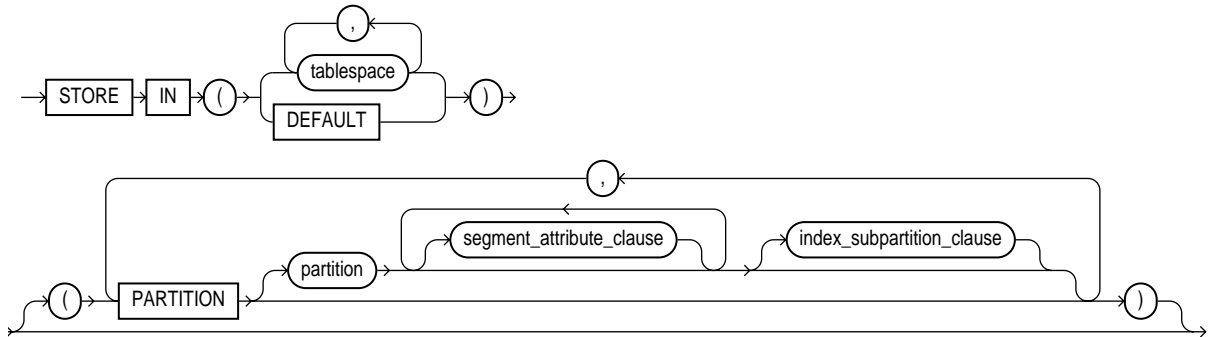 ,
tablespace
STORE IN ( )
DEFAULT
,
segment_attribute_clause index_subpartition_clause
partition
( PARTITION )